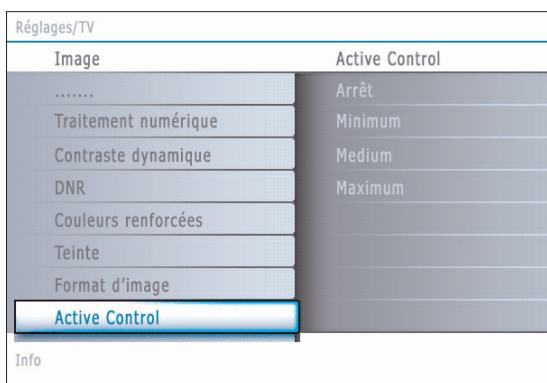 Réglages/TV
Image
Active Control
.......
Arrêt
Traitement numérique
Minimum
Contraste dynamique
Medium
DNR
Maximum
Couleurs renforcées
Teinte
Format d'image
Active Control
Info